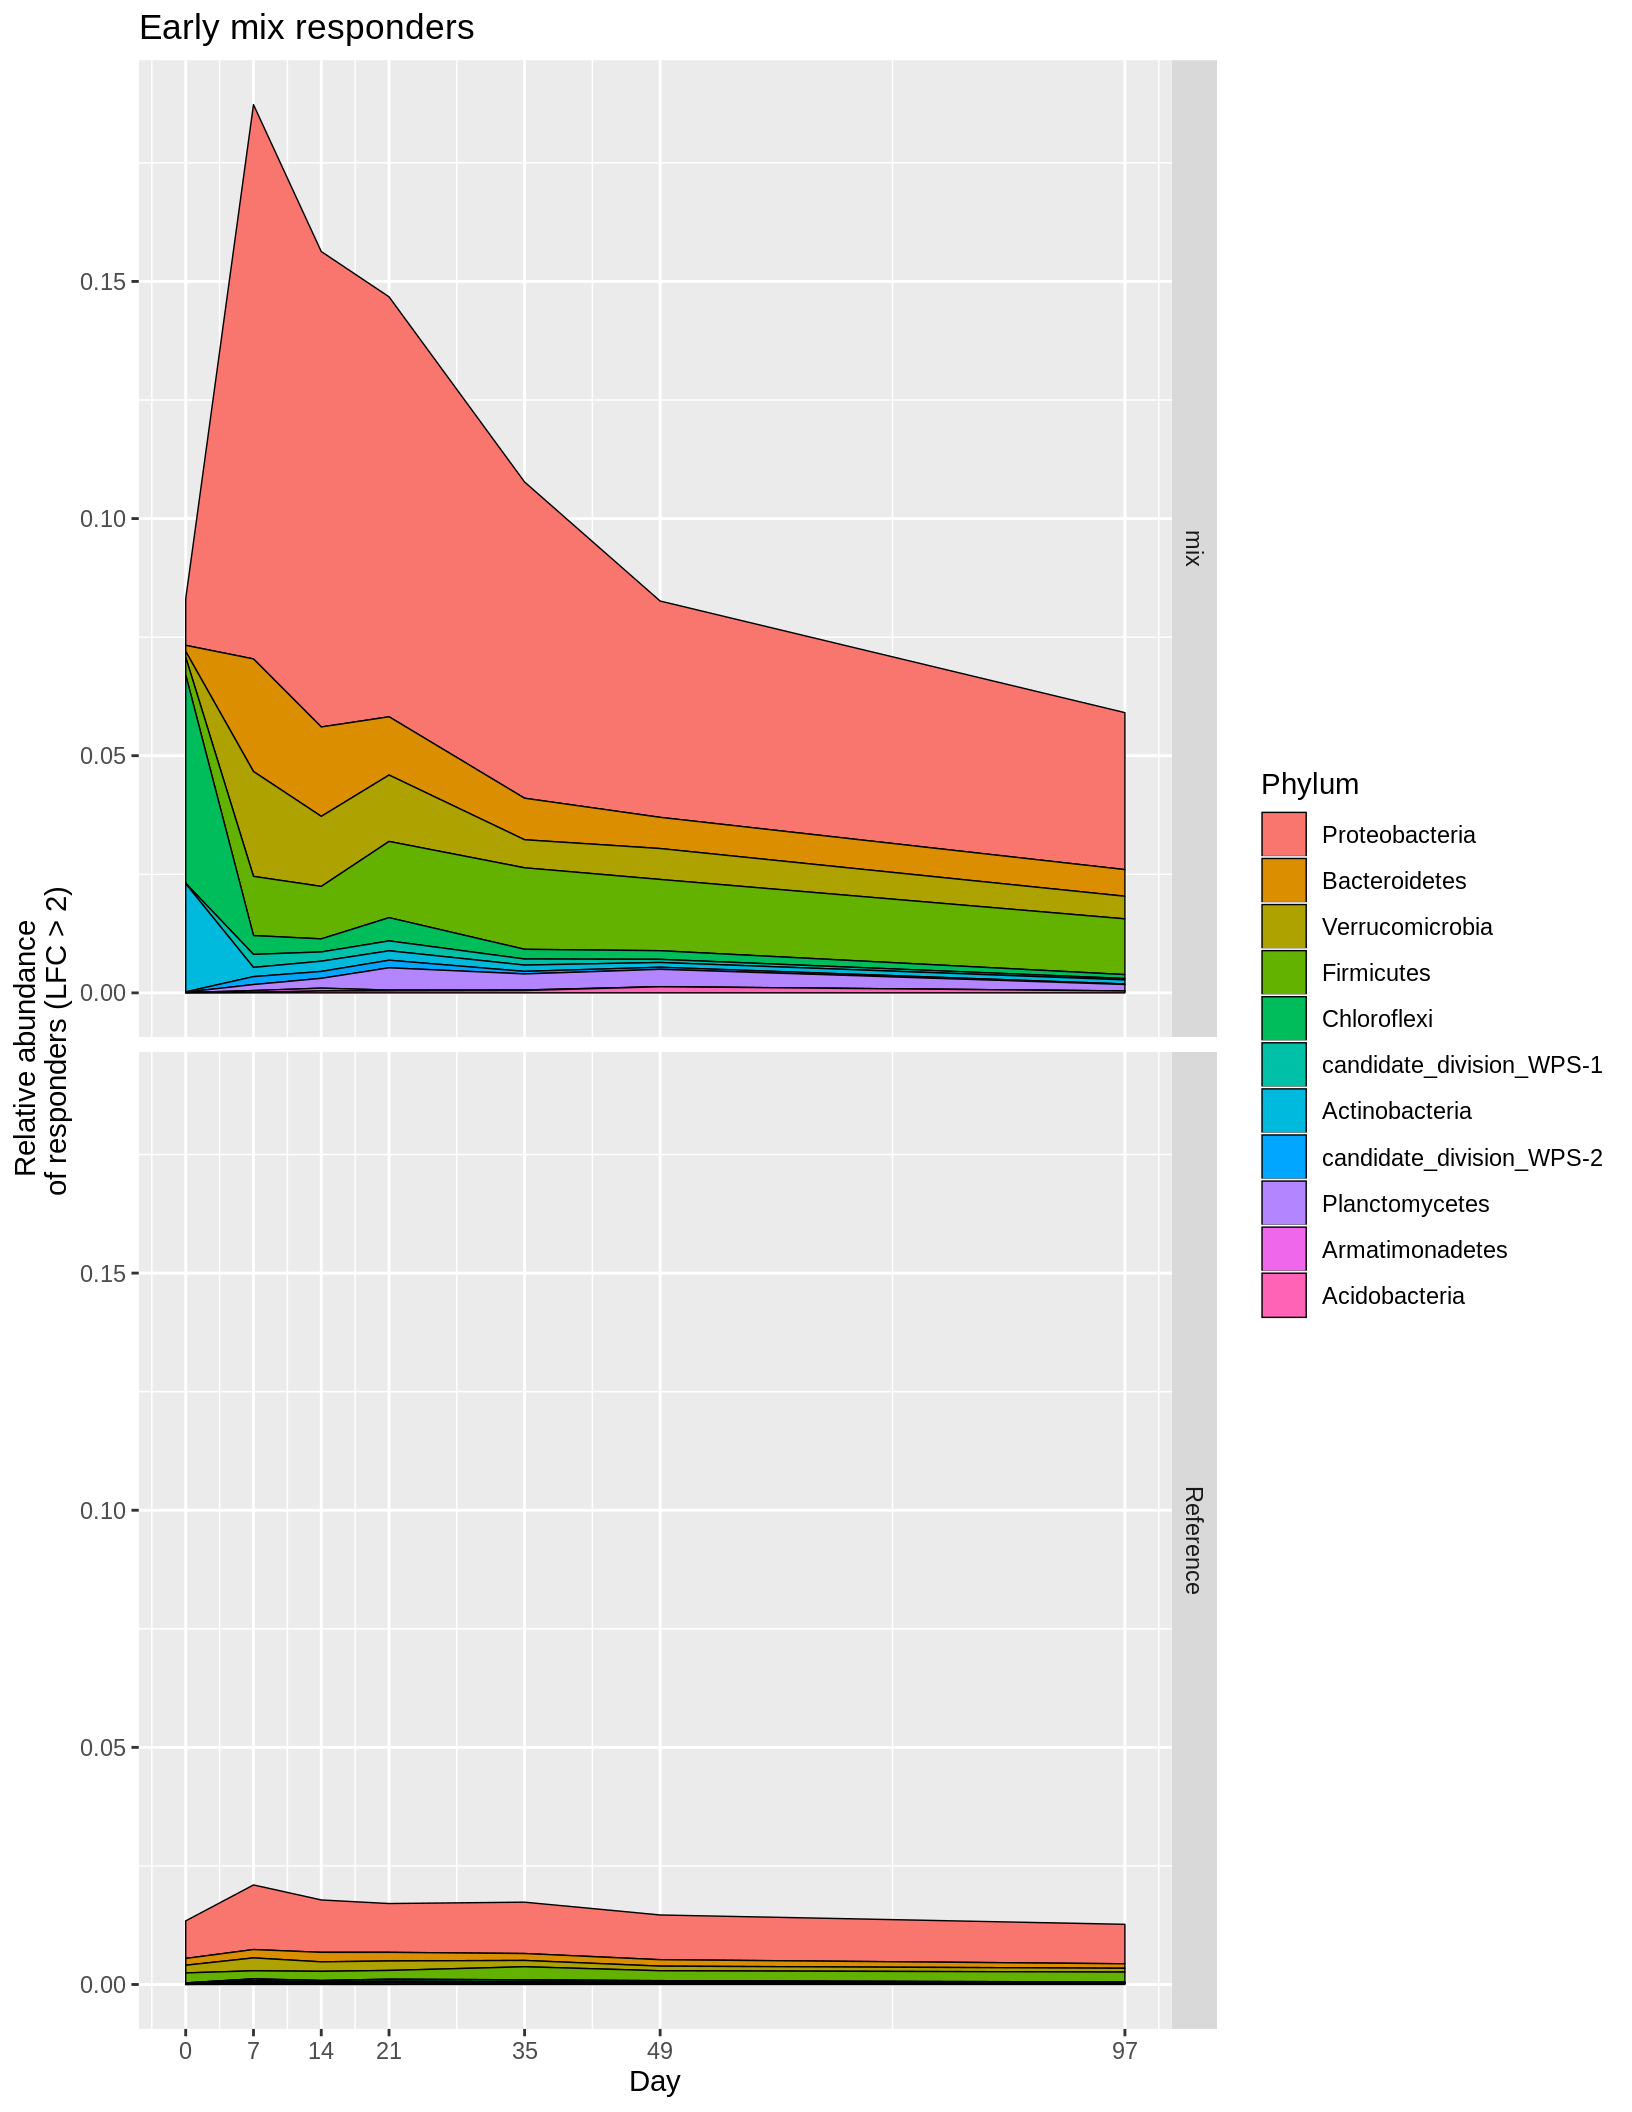 Early mix responders
0.15
0.10
0.05
0.00
mix
0.15
0.10
0.05
0.00
Reference
0 7 14 21 35 49 97
Day
Relative abundance
of responders (LFC > 2)
Phylum
Proteobacteria
Bacteroidetes
Verrucomicrobia
Firmicutes
Chloroflexi
candidate_division_WPS-1
Actinobacteria
candidate_division_WPS-2
Planctomycetes
Armatimonadetes
Acidobacteria